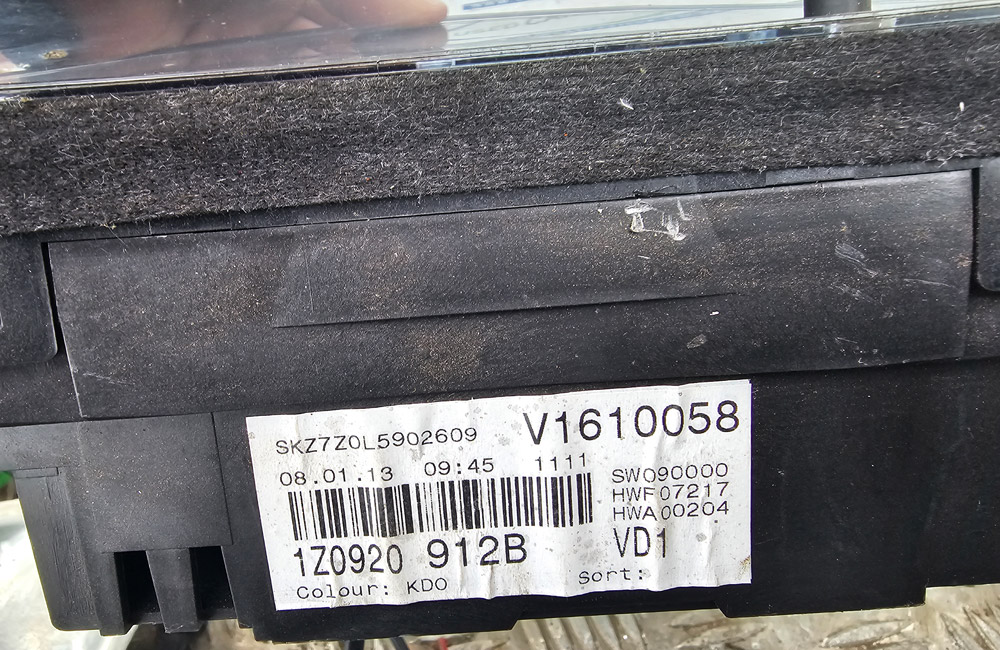 SKZ7Z0L5902609 V1610058
08.01.13 09:45 1111
SW090000
HWF07217
HWA00204
1Z0920 912B VD1
Colour: KDO Sort: